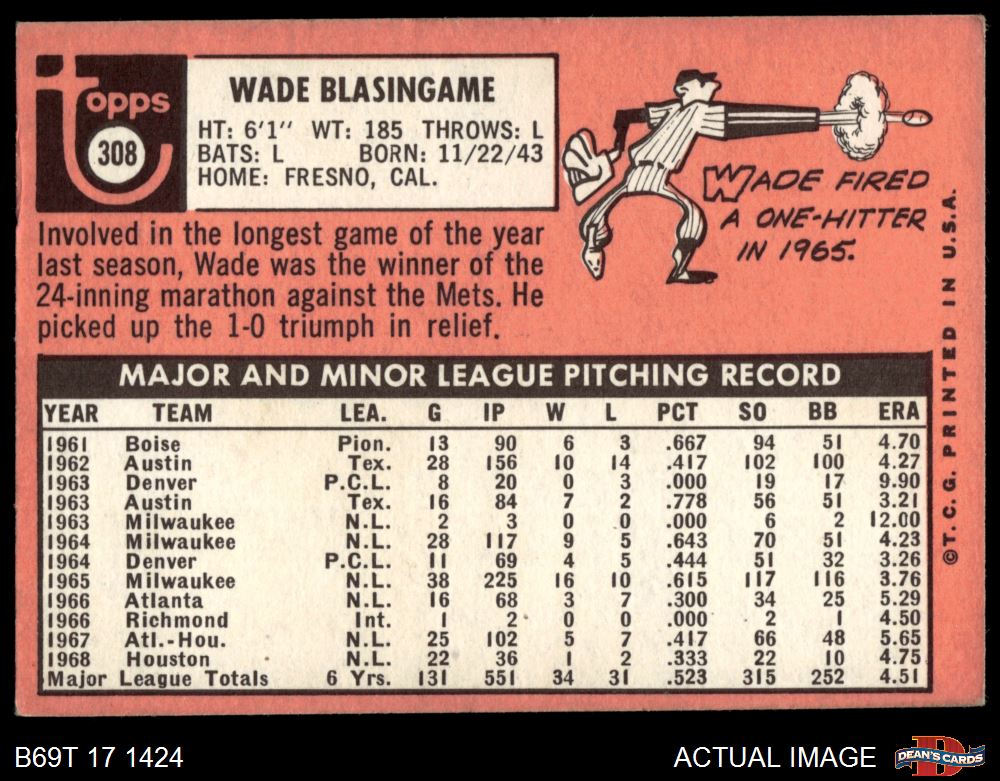 Topps
308
WADE BLASINGAME
HT: 6'1" WT: 185 THROWS: L
BATS: L BORN: 11/22/43
HOME: FRESNO, CAL.
WADE FIRED
A ONE-HITTER
IN 1965.
Involved in the longest game of the year
last season, Wade was the winner of the
24-inning marathon against the Mets. He
picked up the 1-0 triumph in relief.
MAJOR AND MINOR LEAGUE PITCHING RECORD
YEAR TEAM LEA. G IP W L PCT SO BB ERA
1961 Boise Pion. 13 90 6 3 .667 94 51 4.70
1962 Austin Tex. 28 156 10 14 .417 102 100 4.27
1963 Denver P.C.L. 8 20 0 3 .000 19 17 9.90
1963 Austin Tex. 16 84 7 2 .778 56 51 3.21
1963 Milwaukee N.L. 2 3 0 0 .000 6 2 12.00
1964 Milwaukee N.L. 28 117 9 5 .643 70 51 4.23
1964 Denver P.C.L. 11 69 4 5 .444 51 32 3.26
1965 Milwaukee N.L. 38 225 16 10 .615 117 116 3.76
1966 Atlanta N.L. 16 68 3 7 .300 34 25 5.29
1966 Richmond Int. 1 2 0 0 .000 2 1 4.50
1967 Atl.-Hou. N.L. 25 102 5 7 .417 66 48 5.65
1968 Houston N.L. 22 36 1 2 .333 22 10 4.75
Major League Totals 6 Yrs. 131 551 34 31 .523 315 252 4.51
©T.C.G. PRINTED IN U.S.A.
B69T 17 1424
ACTUAL IMAGE
DEAN'S CARDS